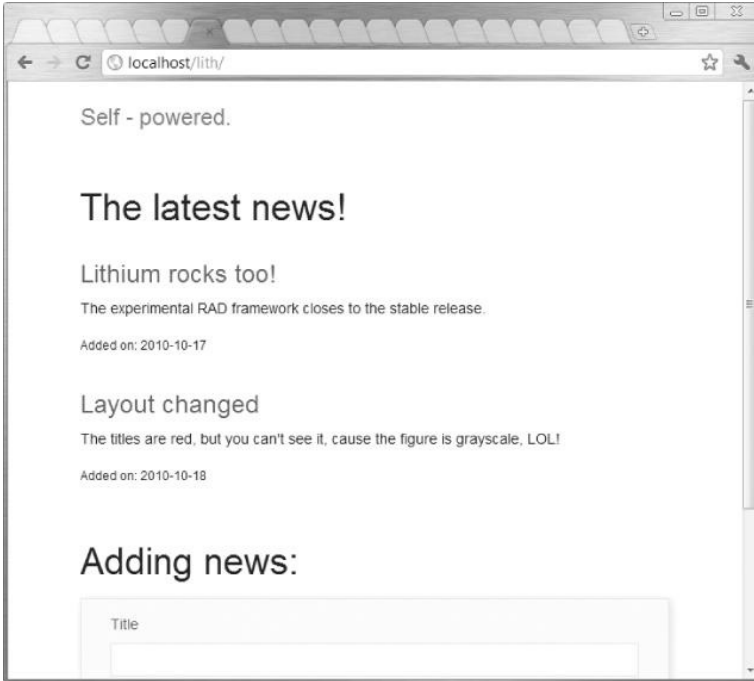 localhost/lith/
Self - powered.
The latest news!
Lithium rocks too!
The experimental RAD framework closes to the stable release.
Added on: 2010-10-17
Layout changed
The titles are red, but you can't see it, cause the figure is grayscale, LOL!
Added on: 2010-10-18
Adding news:
Title